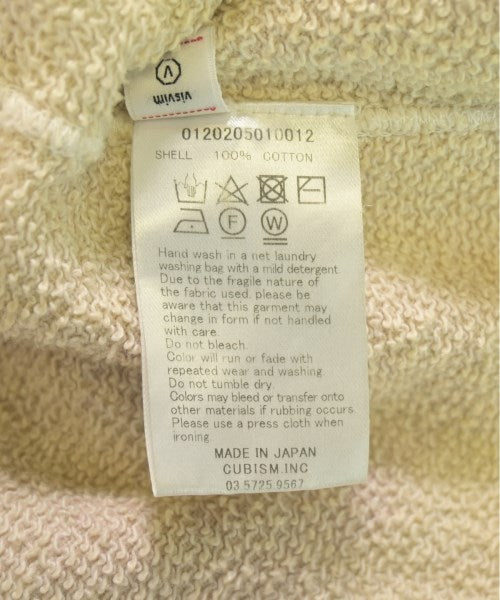 visvim
V
0120205010012
SHELL 100% COTTON
F W
Hand wash in a net laundry
washing bag with a mild detergent
Due to the fragile nature of
the fabric used, please be
aware that this garment may
change in form if not handled
with care.
Do not bleach.
Color will run or fade with
repeated wear and washing.
Do not tumble dry.
Colors may bleed or transfer onto
other materials if rubbing occurs
Please use a press cloth when
ironing
MADE IN JAPAN
CUBISM.INC
03.5725.9567